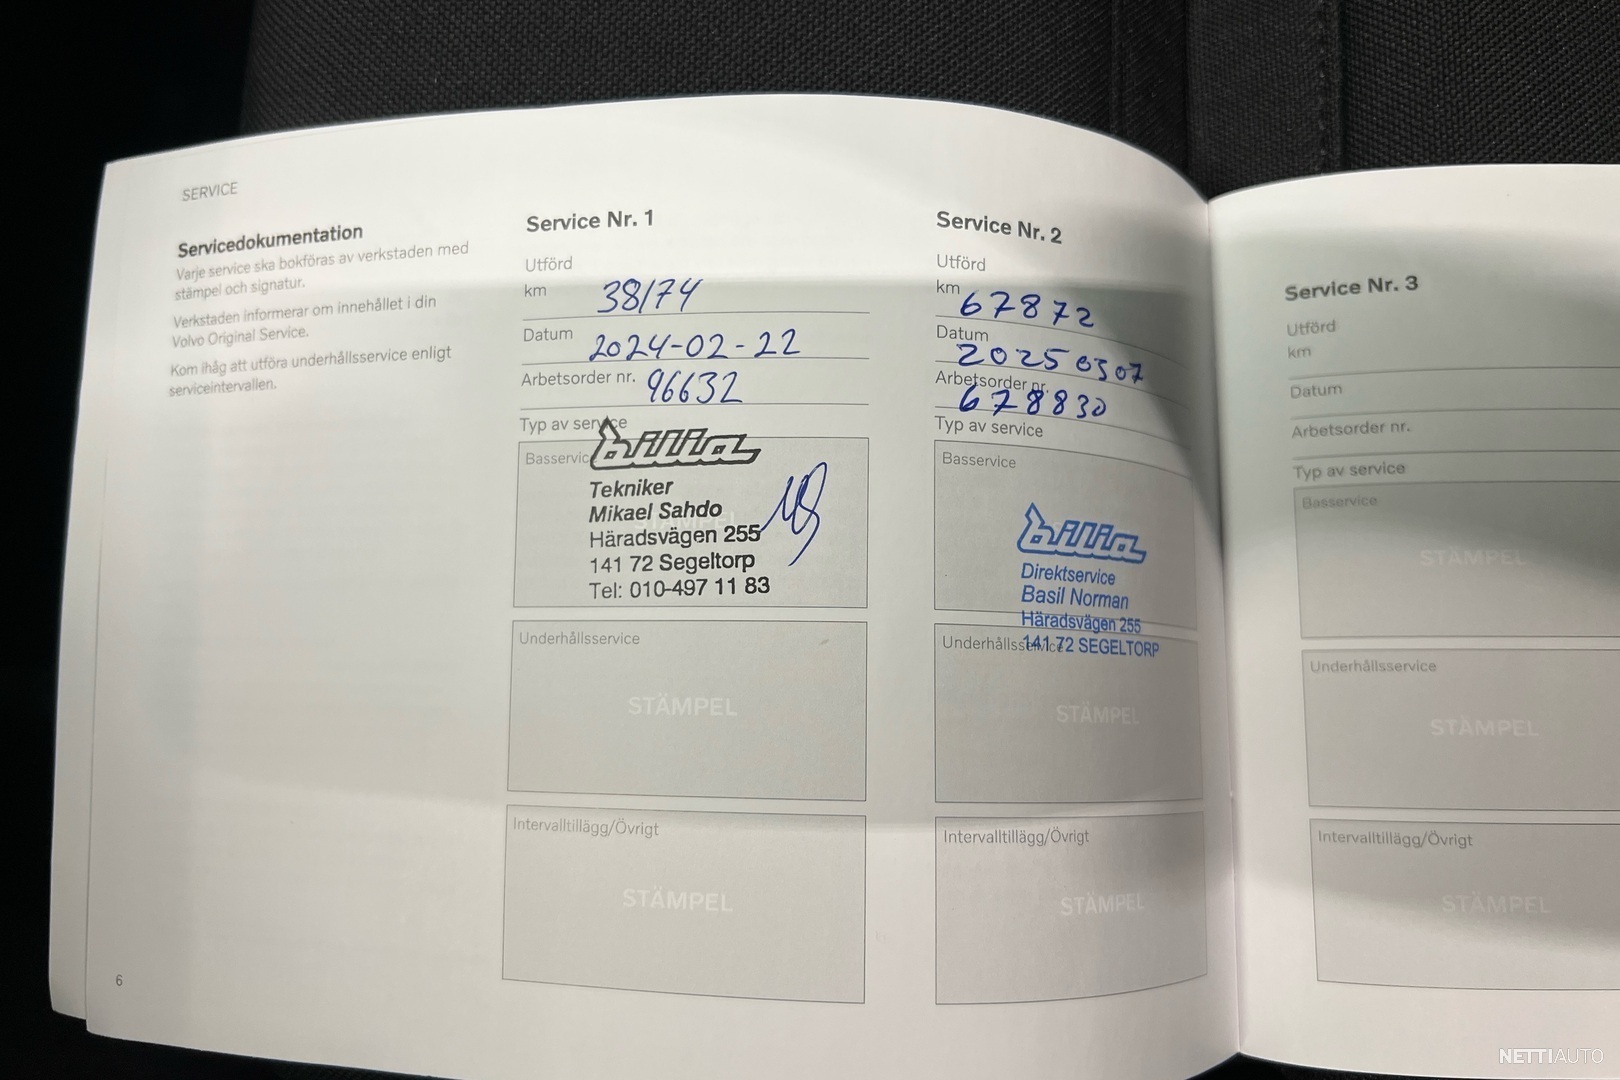 SERVICE
Servicedokumentation
Varje service ska bokföras av verkstaden med
stämpel och signatur.
Verkstaden informerar om innehållet i din
Volvo Original Service.
Kom ihåg att utföra underhållsservice enligt
serviceintervallen.
6
Service Nr. 1
Utförd
km 38174
Datum 2024-02-22
Arbetsorder nr. 96632
Typ av service
Basservice
bilia
Tekniker
Mikael Sahdo
Häradsvägen 255
141 72 Segeltorp
Tel: 010-497 11 83
Underhållsservice
STÄMPEL
Intervalltillägg/Övrigt
STÄMPEL
Service Nr. 2
Utförd
km 67872
Datum 20250307
Arbetsorder nr. 678830
Typ av service
Basservice
bilia
Direktservice
Basil Norman
Häradsvägen 255
141 72 SEGELTORP
Underhållsservice
STÄMPEL
Intervalltillägg/Övrigt
STÄMPEL
Service Nr. 3
Utförd
km
Datum
Arbetsorder nr.
Typ av service
Basservice
STÄMPEL
Underhållsservice
STÄMPEL
Intervalltillägg/Övrigt
STÄMPEL
NETTIAUTO